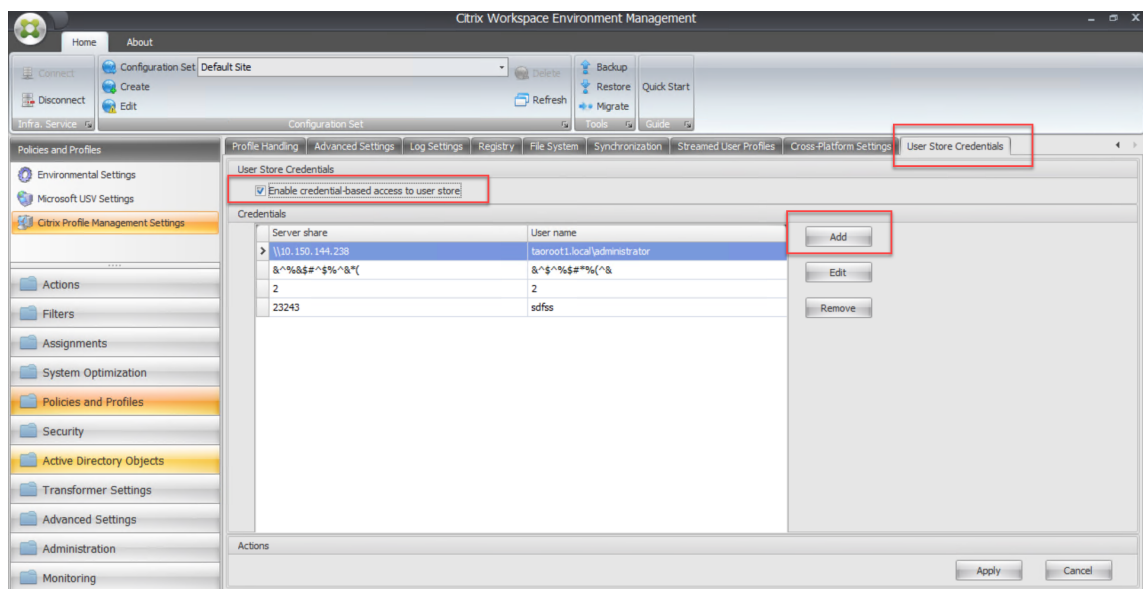 Citrix Workspace Environment Management
Home About
Connect
Disconnect
Infra. Service
Configuration Set Default Site
Create
Edit
Delete
Refresh
Configuration Set
Backup
Restore
Migrate
Tools
Quick Start
Guide
Policies and Profiles
Environmental Settings
Microsoft USV Settings
Citrix Profile Management Settings
Actions
Filters
Assignments
System Optimization
Policies and Profiles
Security
Active Directory Objects
Transformer Settings
Advanced Settings
Administration
Monitoring
Profile Handling Advanced Settings Log Settings Registry File System Synchronization Streamed User Profiles Cross-Platform Settings User Store Credentials
User Store Credentials
Enable credential-based access to user store
Credentials
Server share User name
\\10.150.144.238 taoroot1.local\administrator
&^%&$#^$%^&*( &^$^%$#*%(^&
2 2
23243 sdfss
Add
Edit
Remove
Actions
Apply Cancel